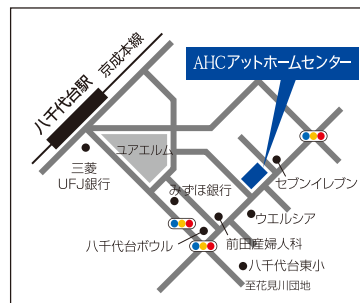 京成本線
八千代台駅
AHCアットホームセンター
ユアエルム
三菱
UFJ銀行
みずほ銀行
セブンイレブン
ウエルシア
八千代台ボウル
前田産婦人科
八千代台東小
至花見川団地